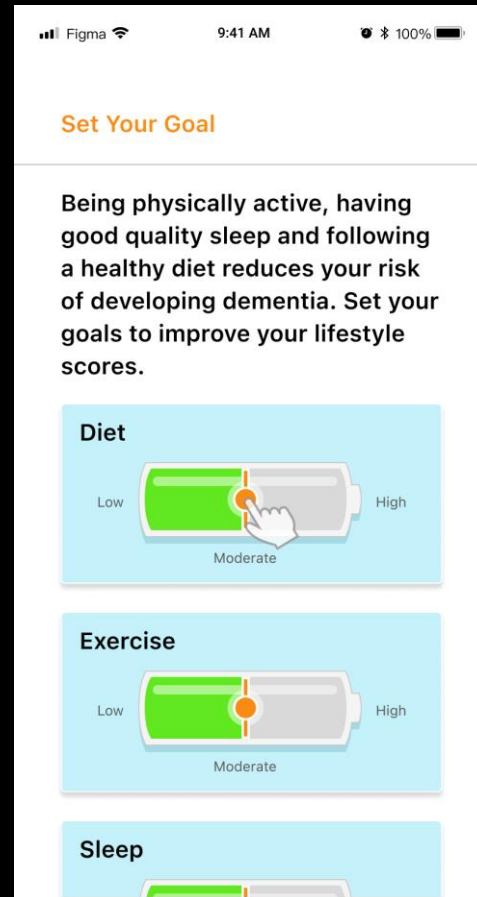 Figma 9:41 AM 100%
Set Your Goal
Being physically active, having
good quality sleep and following
a healthy diet reduces your risk
of developing dementia. Set your
goals to improve your lifestyle
scores.
Diet
Low High
Moderate
Exercise
Low High
Moderate
Sleep